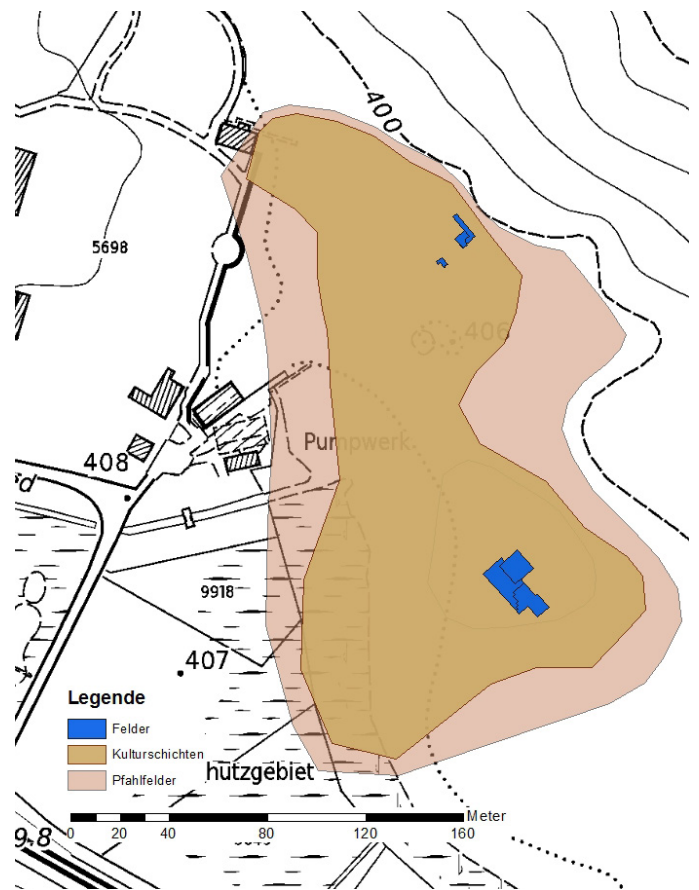 400
5698
406
Pumpwerk
408
sd
9918
407
Legende
Felder
Kulturschichten
Pfahlfelder
hutzgebiet
0 20 40 80 120 160 Meter
9.8